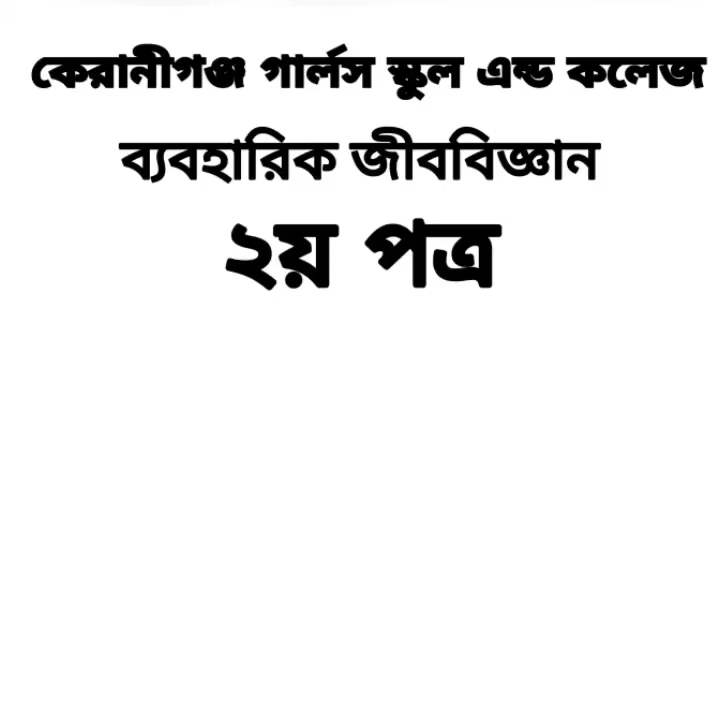 কেরানীগঞ্জ গার্লস স্কুল এন্ড কলেজ
ব্যবহারিক জীববিজ্ঞান
২য় পত্র